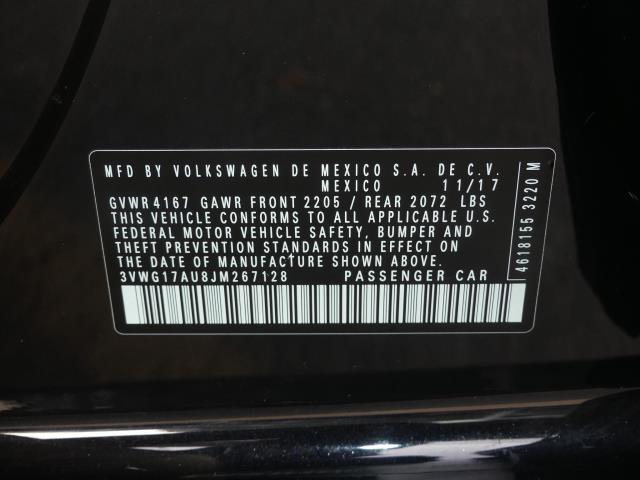 MFD BY VOLKSWAGEN DE MEXICO S.A. DE C.V.
MEXICO 11/17
GVWR 4167 GAWR FRONT 2205 / REAR 2072 LBS
THIS VEHICLE CONFORMS TO ALL APPLICABLE U.S.
FEDERAL MOTOR VEHICLE SAFETY, BUMPER AND
THEFT PREVENTION STANDARDS IN EFFECT ON
THE DATE OF MANUFACTURE SHOWN ABOVE.
3VWG17AU8JM267128 PASSENGER CAR
4618155 3220 M